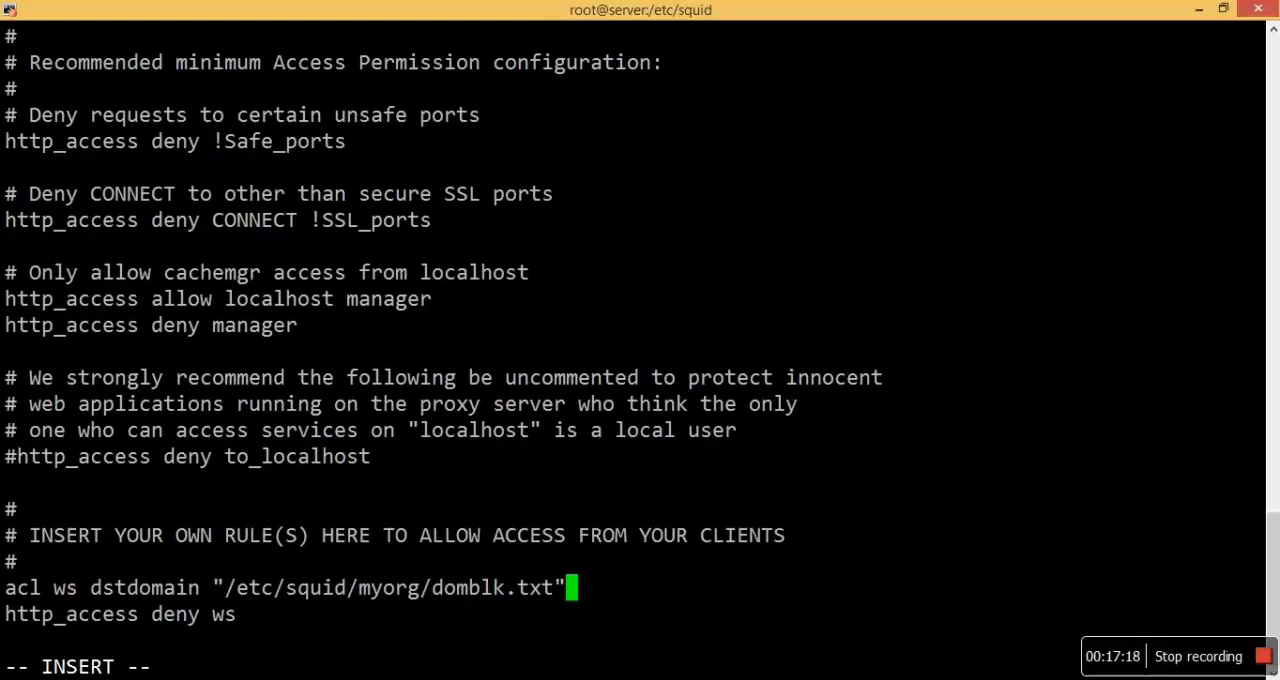 root@server:/etc/squid
#
# Recommended minimum Access Permission configuration:
#
# Deny requests to certain unsafe ports
http_access deny !Safe_ports
# Deny CONNECT to other than secure SSL ports
http_access deny CONNECT !SSL_ports
# Only allow cachemgr access from localhost
http_access allow localhost manager
http_access deny manager
# We strongly recommend the following be uncommented to protect innocent
# web applications running on the proxy server who think the only
# one who can access services on "localhost" is a local user
#http_access deny to_localhost
#
# INSERT YOUR OWN RULE(S) HERE TO ALLOW ACCESS FROM YOUR CLIENTS
#
acl ws dstdomain "/etc/squid/myorg/domblk.txt"
http_access deny ws
-- INSERT --
00:17:18 Stop recording